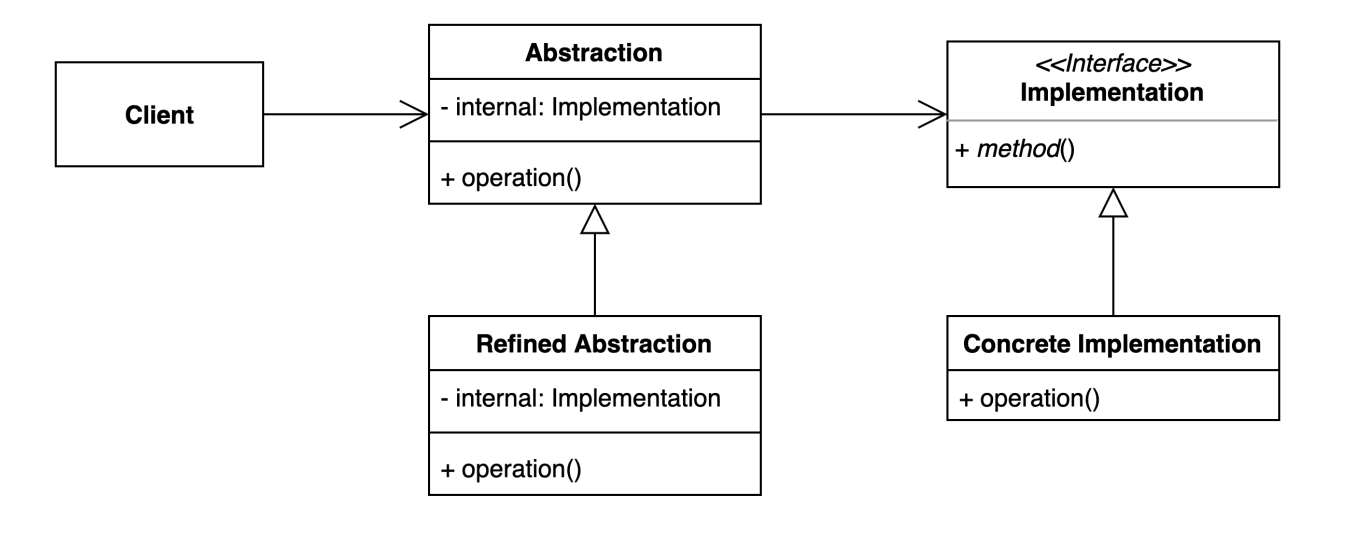 Client
Abstraction
- internal: Implementation
+ operation()
<<Interface>>
Implementation
+ method()
Refined Abstraction
- internal: Implementation
+ operation()
Concrete Implementation
+ operation()